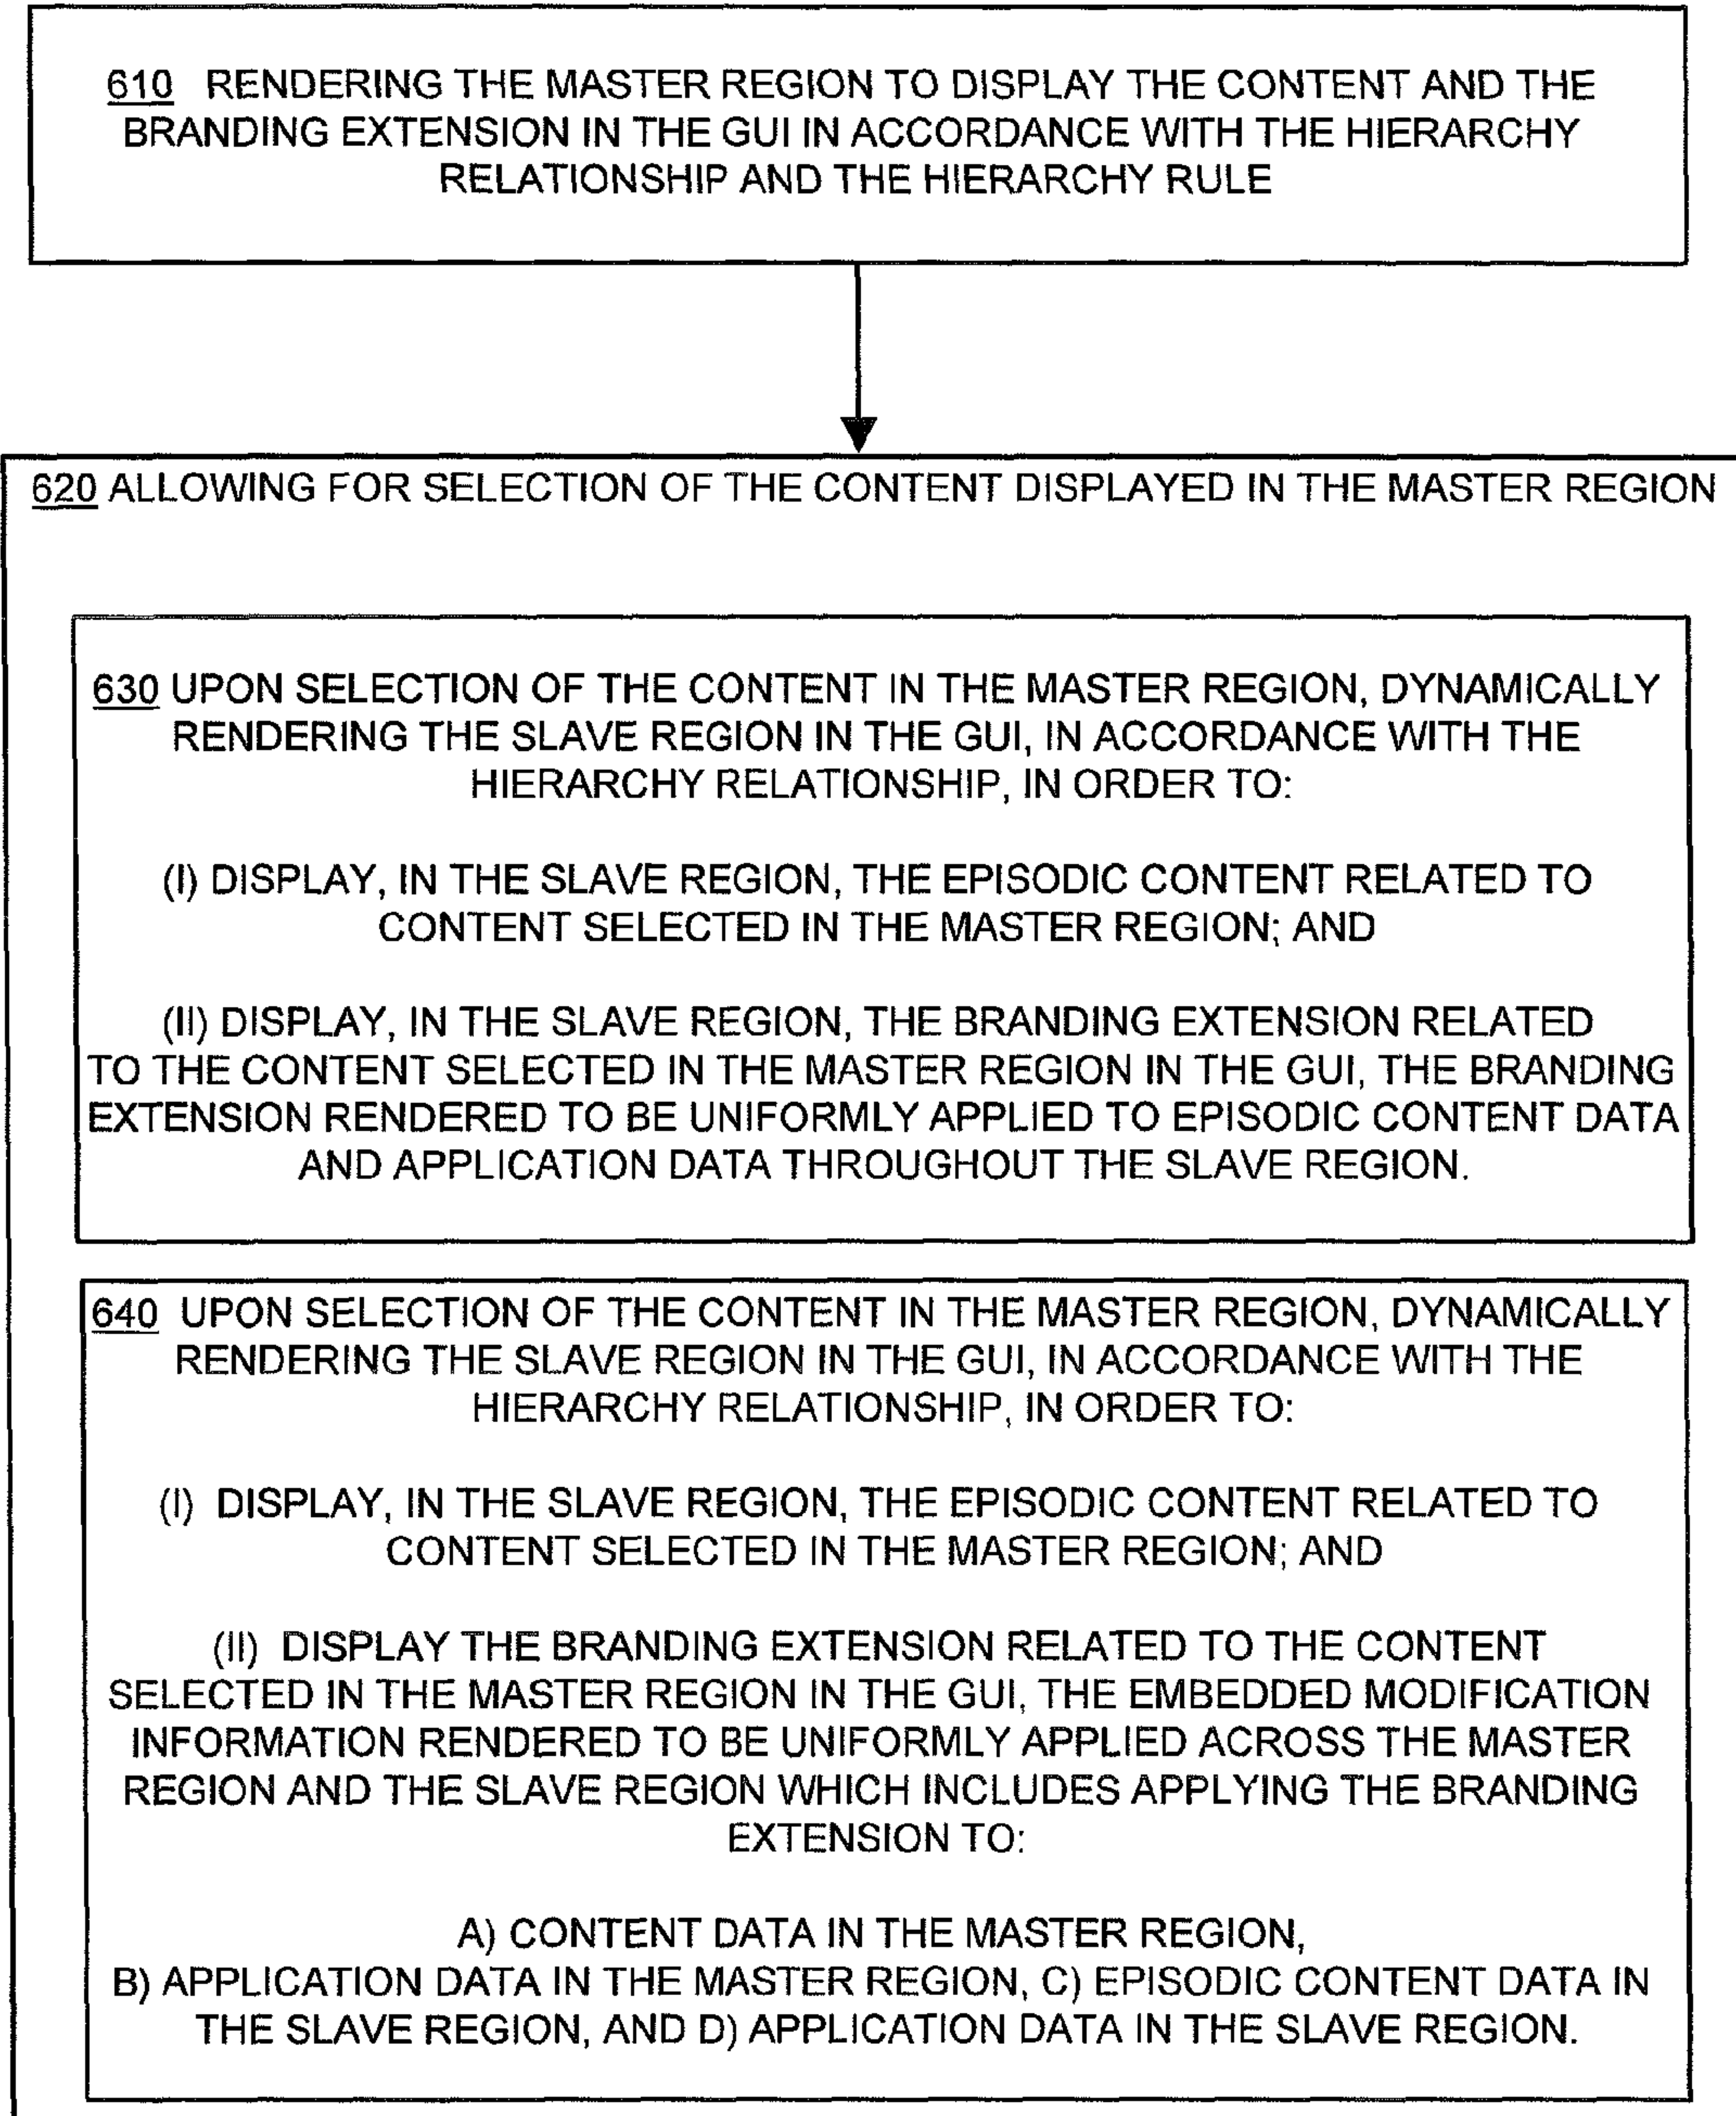 610 RENDERING THE MASTER REGION TO DISPLAY THE CONTENT AND THE
BRANDING EXTENSION IN THE GUI IN ACCORDANCE WITH THE HIERARCHY
RELATIONSHIP AND THE HIERARCHY RULE
620 ALLOWING FOR SELECTION OF THE CONTENT DISPLAYED IN THE MASTER REGION
630 UPON SELECTION OF THE CONTENT IN THE MASTER REGION, DYNAMICALLY
RENDERING THE SLAVE REGION IN THE GUI, IN ACCORDANCE WITH THE
HIERARCHY RELATIONSHIP, IN ORDER TO:
(I) DISPLAY, IN THE SLAVE REGION, THE EPISODIC CONTENT RELATED TO
CONTENT SELECTED IN THE MASTER REGION; AND
(II) DISPLAY, IN THE SLAVE REGION, THE BRANDING EXTENSION RELATED
TO THE CONTENT SELECTED IN THE MASTER REGION IN THE GUI, THE BRANDING
EXTENSION RENDERED TO BE UNIFORMLY APPLIED TO EPISODIC CONTENT DATA
AND APPLICATION DATA THROUGHOUT THE SLAVE REGION.
640 UPON SELECTION OF THE CONTENT IN THE MASTER REGION, DYNAMICALLY
RENDERING THE SLAVE REGION IN THE GUI, IN ACCORDANCE WITH THE
HIERARCHY RELATIONSHIP, IN ORDER TO:
(I) DISPLAY, IN THE SLAVE REGION, THE EPISODIC CONTENT RELATED TO
CONTENT SELECTED IN THE MASTER REGION; AND
(II) DISPLAY THE BRANDING EXTENSION RELATED TO THE CONTENT
SELECTED IN THE MASTER REGION IN THE GUI, THE EMBEDDED MODIFICATION
INFORMATION RENDERED TO BE UNIFORMLY APPLIED ACROSS THE MASTER
REGION AND THE SLAVE REGION WHICH INCLUDES APPLYING THE BRANDING
EXTENSION TO:
A) CONTENT DATA IN THE MASTER REGION,
B) APPLICATION DATA IN THE MASTER REGION, C) EPISODIC CONTENT DATA IN
THE SLAVE REGION, AND D) APPLICATION DATA IN THE SLAVE REGION.